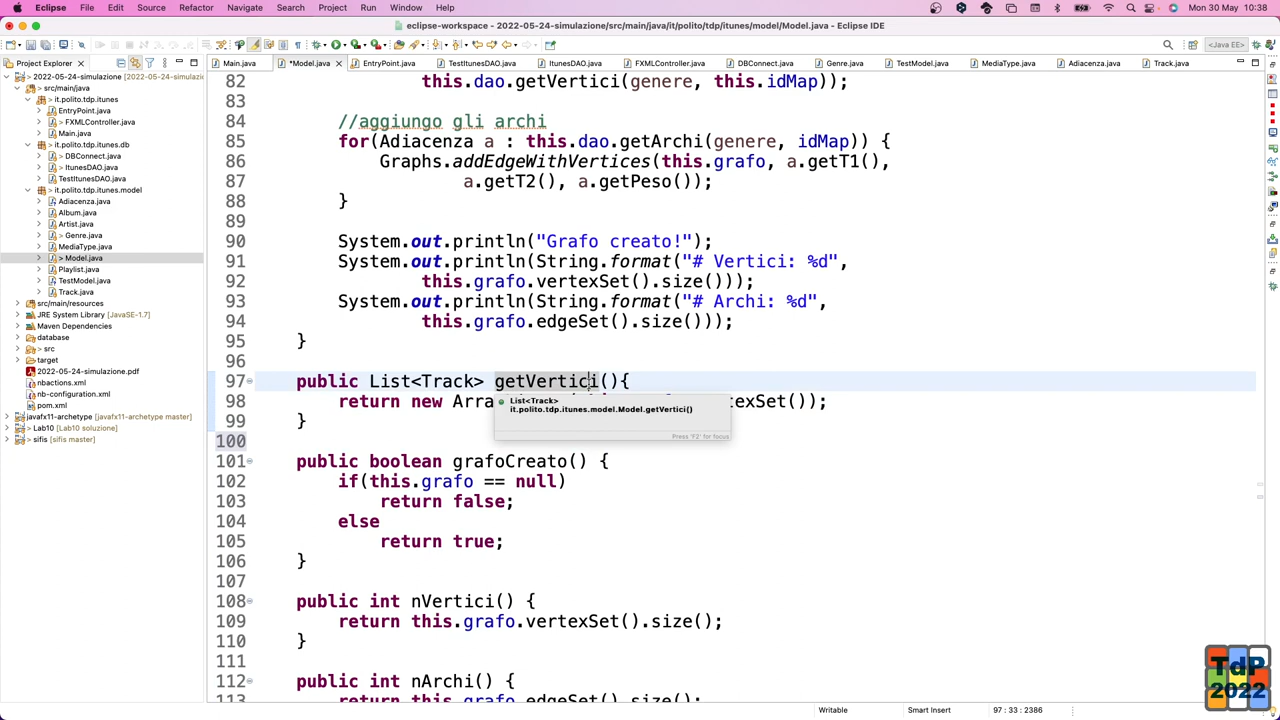 Eclipse File Edit Source Refactor Navigate Search Project Run Window Help Mon 30 May 10:38
eclipse-workspace - 2022-05-24-simulazione/src/main/java/it/polito/tdp/itunes/model/Model.java - Eclipse IDE
<Java EE>
Project Explorer
Main.java *Model.java EntryPoint.java TestItunesDAO.java ItunesDAO.java FXMLController.java DBConnect.java Genre.java TestModel.java MediaType.java Adiacenza.java Track.java
> 2022-05-24-simulazione [2022-05-24-simulazio
> src/main/java
it.polito.tdp.itunes
EntryPoint.java
> FXMLController.java
Main.java
it.polito.tdp.itunes.db
DBConnect.java
ItunesDAO.java
TestItunesDAO.java
> it.polito.tdp.itunes.model
Adiacenza.java
Album.java
Artist.java
> Genre.java
MediaType.java
> Model.java
Playlist.java
TestModel.java
Track.java
src/main/resources
JRE System Library [JavaSE-1.7]
Maven Dependencies
database
> src
target
2022-05-24-simulazione.pdf
nbactions.xml
nb-configuration.xml
pom.xml
javafx11-archetype [javafx11-archetype master]
Lab10 [Lab10 soluzione]
sifis [sifis master]
82 this.dao.getVertici(genere, this.idMap));
83
84 //aggiungo gli archi
85 for(Adiacenza a : this.dao.getArchi(genere, idMap)) {
86 Graphs.addEdgeWithVertices(this.grafo, a.getT1(),
87 a.getT2(), a.getPeso());
88 }
89
90 System.out.println("Grafo creato!");
91 System.out.println(String.format("# Vertici: %d",
92 this.grafo.vertexSet().size()));
93 System.out.println(String.format("# Archi: %d",
94 this.grafo.edgeSet().size()));
95 }
96
97 public List<Track> getVertici(){
98 return new Arra texSet());
List<Track>
it.polito.tdp.itunes.model.Model.getVertici()
Press 'F2' for focus
99 }
100
101 public boolean grafoCreato() {
102 if(this.grafo == null)
103 return false;
104 else
105 return true;
106 }
107
108 public int nVertici() {
109 return this.grafo.vertexSet().size();
110 }
111
112 public int nArchi() {
113 return this.grafo.edgeSet().size();
Writable Smart Insert 97 : 33 : 2386
TdP
2022